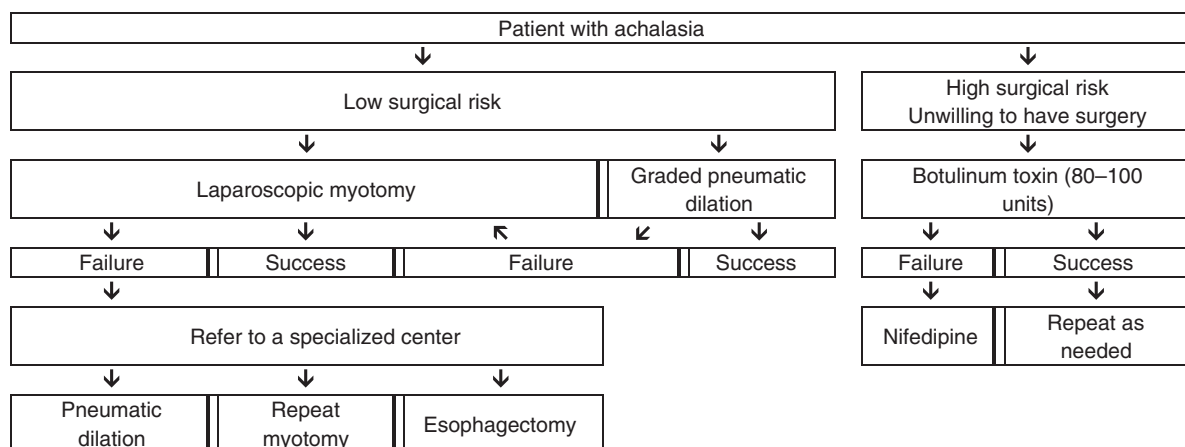 Patient with achalasia
Low surgical risk
High surgical risk
Unwilling to have surgery
Laparoscopic myotomy
Graded pneumatic
dilation
Botulinum toxin (80–100
units)
Failure
Success
Failure
Success
Failure
Success
Refer to a specialized center
Nifedipine
Repeat as
needed
Pneumatic
dilation
Repeat
myotomy
Esophagectomy